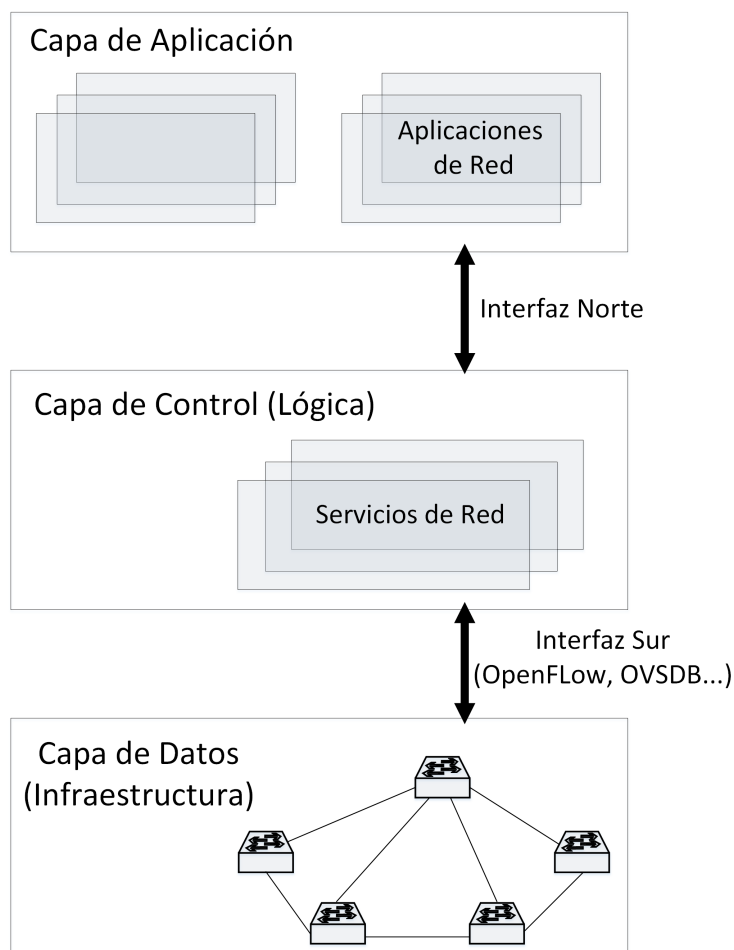 Capa de Aplicación
Aplicaciones
de Red
Interfaz Norte
Capa de Control (Lógica)
Servicios de Red
Interfaz Sur
(OpenFLow, OVSDB...)
Capa de Datos
(Infraestructura)